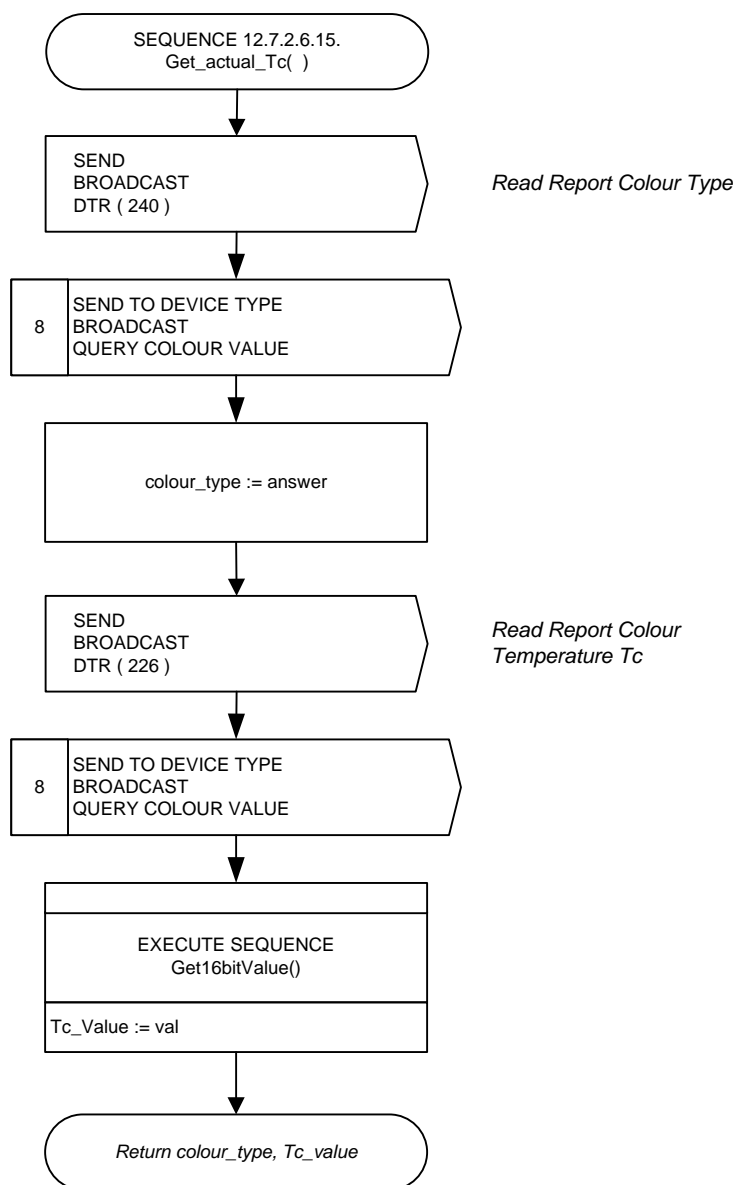 SEQUENCE 12.7.2.6.15.
Get_actual_Tc( )
SEND
BROADCAST
DTR ( 240 )
Read Report Colour Type
8
SEND TO DEVICE TYPE
BROADCAST
QUERY COLOUR VALUE
colour_type := answer
SEND
BROADCAST
DTR ( 226 )
Read Report Colour
Temperature Tc
8
SEND TO DEVICE TYPE
BROADCAST
QUERY COLOUR VALUE
EXECUTE SEQUENCE
Get16bitValue()
Tc_Value := val
Return colour_type, Tc_value